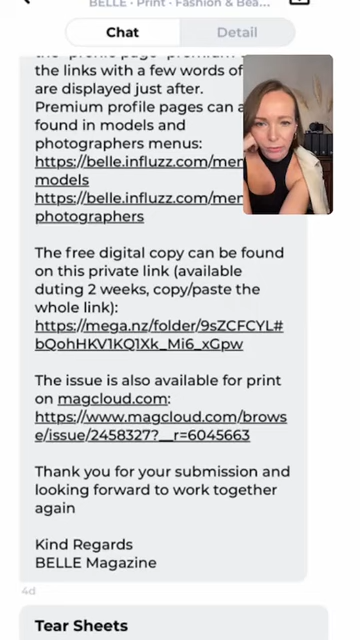 BELLE • Print • Fashion & Bea...
Chat
Detail
the links with a few words of
are displayed just after.
Premium profile pages can a
found in models and
photographers menus:
https://belle.influzz.com/mer
models
https://belle.influzz.com/mer
photographers
The free digital copy can be found
on this private link (available
duting 2 weeks, copy/paste the
whole link):
https://mega.nz/folder/9sZCFCYL#
bQohHKV1KQ1Xk_Mi6_xGpw
The issue is also available for print
on magcloud.com:
https://www.magcloud.com/brows
e/issue/2458327?__r=6045663
Thank you for your submission and
looking forward to work together
again
Kind Regards
BELLE Magazine
4d
Tear Sheets